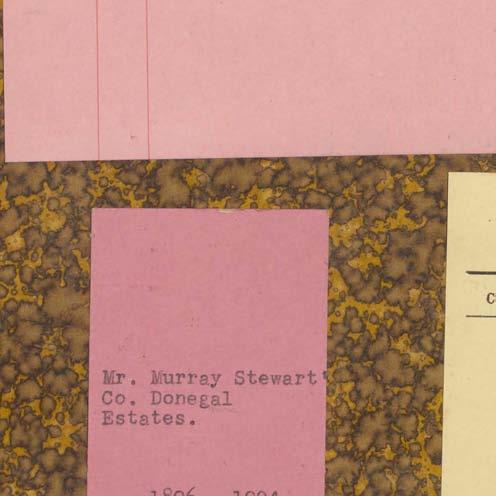 Mr. Murray Stewart'
Co. Donegal
Estates.